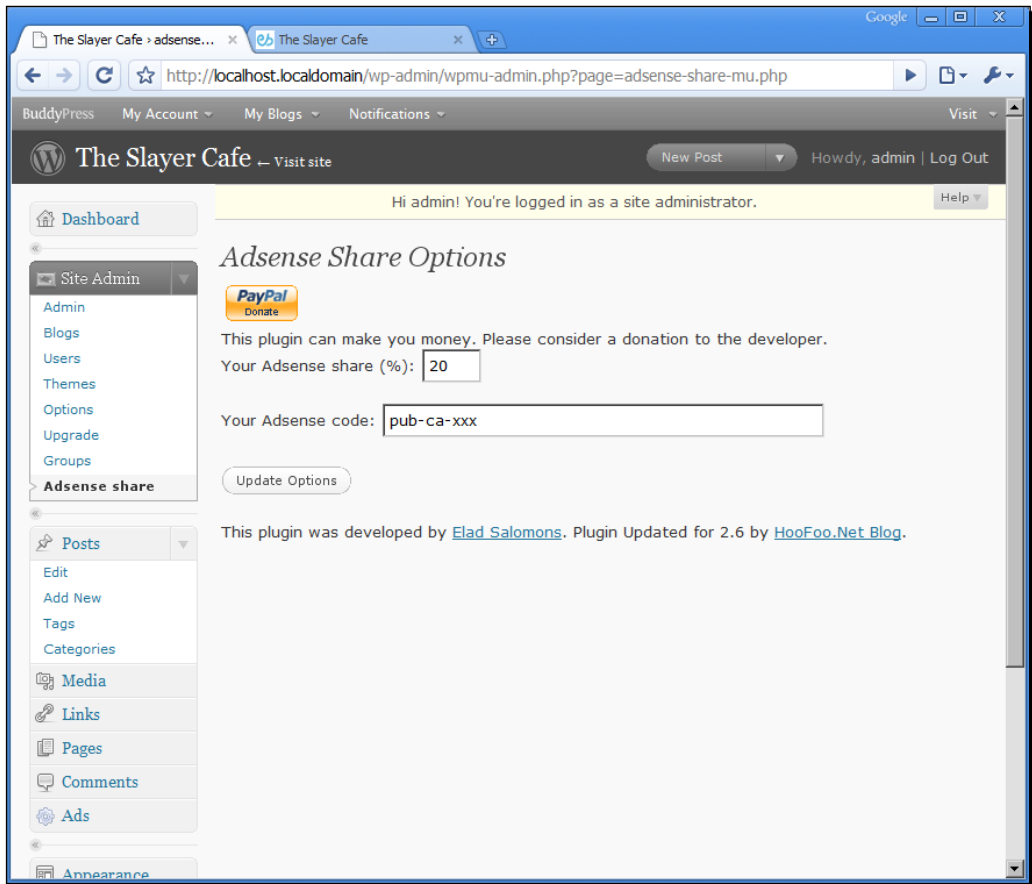 Google
The Slayer Cafe › adsense...
The Slayer Cafe
http://localhost.localdomain/wp-admin/wpmu-admin.php?page=adsense-share-mu.php
BuddyPress My Account My Blogs Notifications Visit
The Slayer Cafe ← Visit site New Post Howdy, admin | Log Out
Hi admin! You're logged in as a site administrator. Help
Dashboard
Site Admin
Admin
Blogs
Users
Themes
Options
Upgrade
Groups
Adsense share
Posts
Edit
Add New
Tags
Categories
Media
Links
Pages
Comments
Ads
Appearance
Adsense Share Options
PayPal
Donate
This plugin can make you money. Please consider a donation to the developer.
Your Adsense share (%): 20
Your Adsense code: pub-ca-xxx
Update Options
This plugin was developed by Elad Salomons. Plugin Updated for 2.6 by HooFoo.Net Blog.